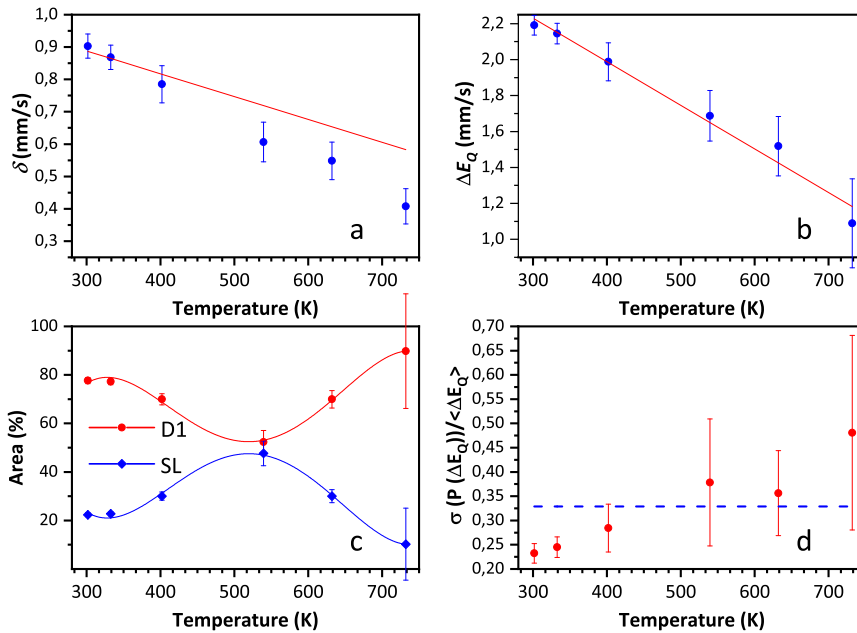 0,9
0,8
0,7
0,6
0,5
0,4
0,3
1,0
δ (mm/s)
300 400 500 600 700
Temperature (K)
a
2,2
2,0
1,8
1,6
1,4
1,2
1,0
ΔE_Q (mm/s)
300 400 500 600 700
Temperature (K)
b
100
80
60
40
20
Area (%)
D1
SL
300 400 500 600 700
Temperature (K)
c
0,70
0,65
0,60
0,55
0,50
0,45
0,40
0,35
0,30
0,25
0,20
σ (P (ΔE_Q))/<ΔE_Q>
300 400 500 600 700
Temperature (K)
d